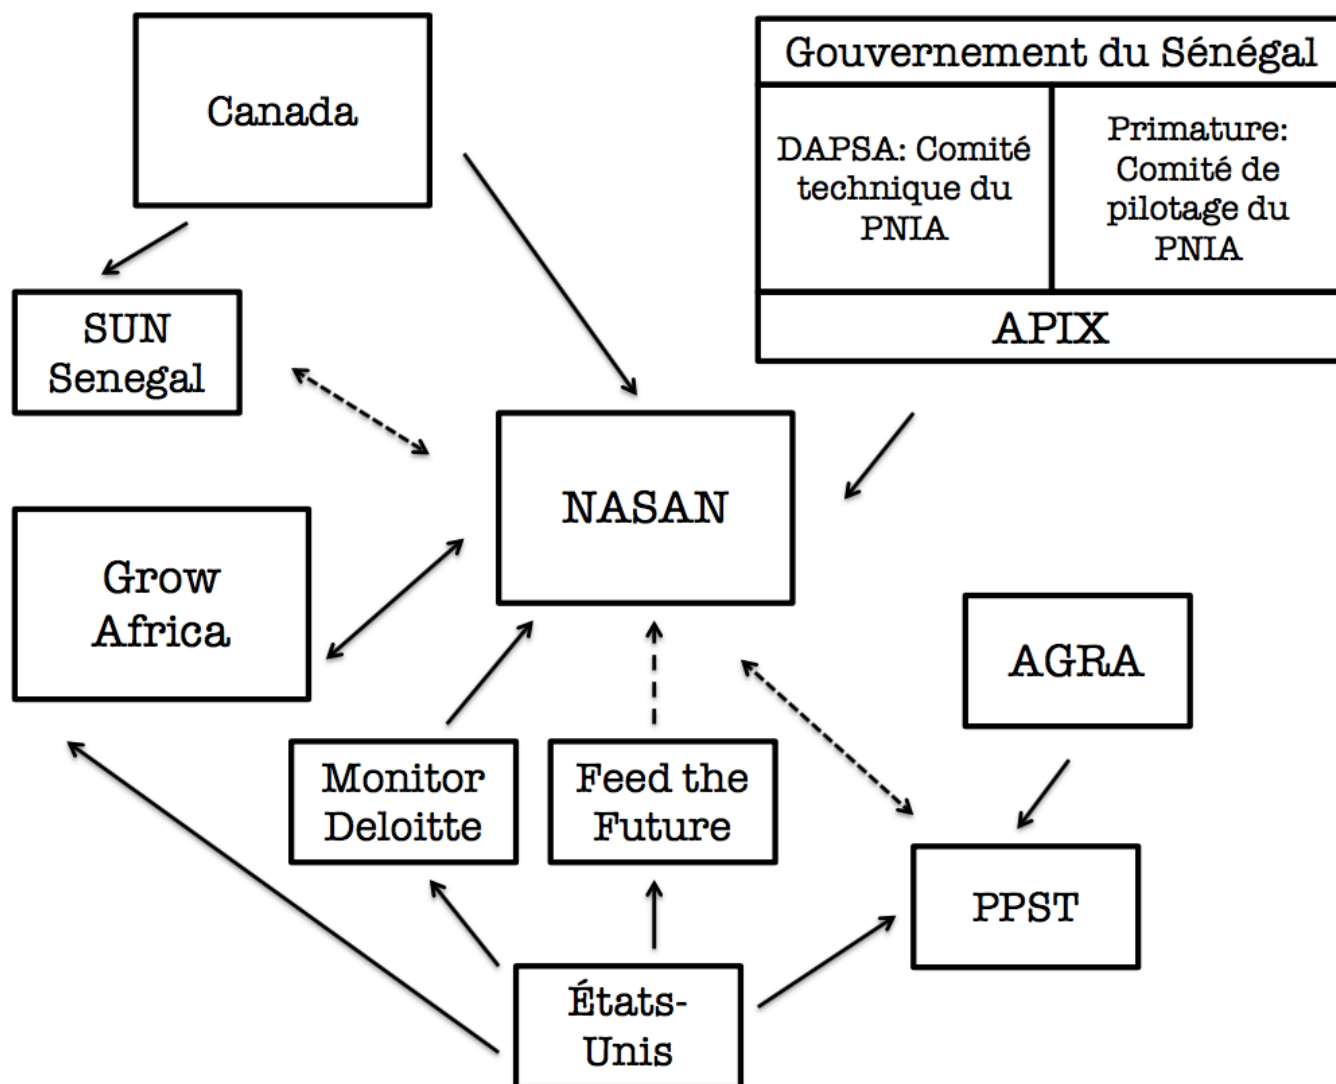 Canada
Gouvernement du Sénégal
DAPSA: Comité
technique du
PNIA
Primature:
Comité de
pilotage du
PNIA
APIX
SUN
Senegal
NASAN
Grow
Africa
AGRA
Monitor
Deloitte
Feed the
Future
PPST
États-
Unis